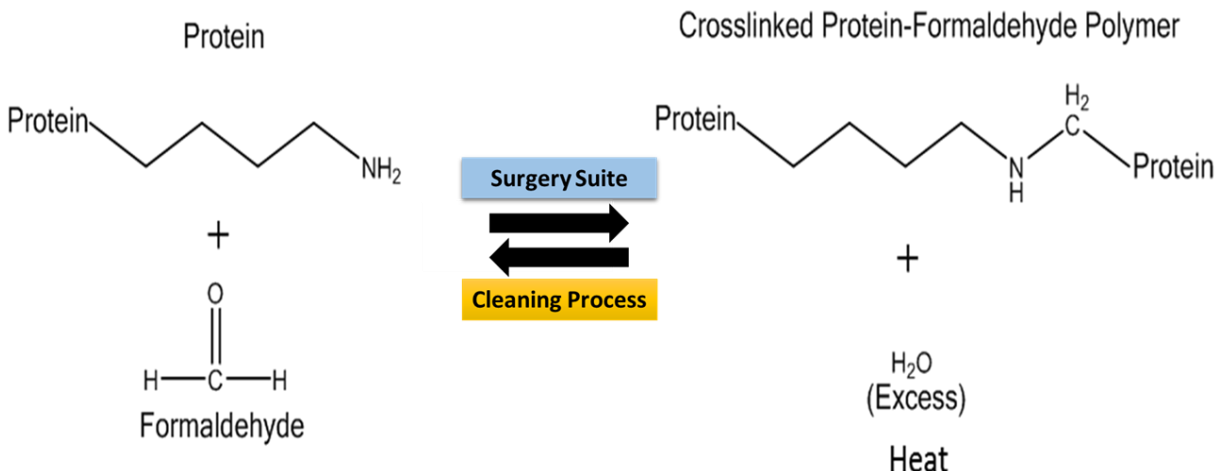 Protein
Protein
NH₂
+
O
H C H
Formaldehyde
Surgery Suite
Cleaning Process
Crosslinked Protein-Formaldehyde Polymer
Protein
H₂
C
N
H
Protein
+
H₂O
(Excess)
Heat